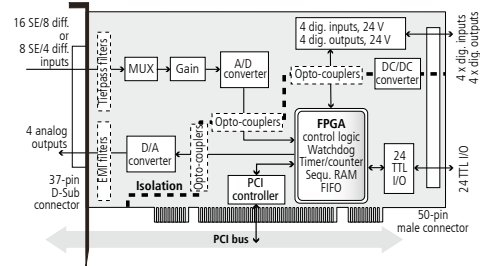 16 SE/8 diff.
or
8 SE/4 diff.
inputs
Tiefpass filters
MUX
Gain
A/D
converter
4 dig. inputs, 24 V
4 dig. outputs, 24 V
Opto-couplers
DC/DC
converter
4 x dig. inputs
4 x dig. outputs
Opto-couplers
4 analog
outputs
EMI filters
D/A
converter
Opto-couplers
FPGA
control logic
Watchdog
Timer/counter
Sequ. RAM
FIFO
24
TTL
I/O
24 TTL I/O
Isolation
PCI
controller
37-pin
D-Sub
connector
50-pin
male connector
PCI bus